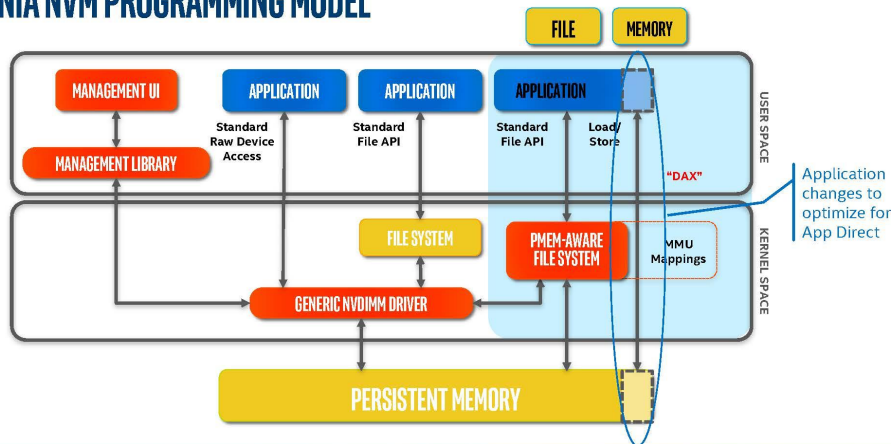 NIA NVM PROGRAMMING MODEL
FILE
MEMORY
MANAGEMENT UI
APPLICATION
APPLICATION
APPLICATION
Standard
Raw Device
Access
Standard
File API
Standard
File API
Load/
Store
MANAGEMENT LIBRARY
"DAX"
USER SPACE
Application
changes to
optimize for
App Direct
FILE SYSTEM
PMEM-AWARE
FILE SYSTEM
MMU
Mappings
KERNEL SPACE
GENERIC NVDIMM DRIVER
PERSISTENT MEMORY